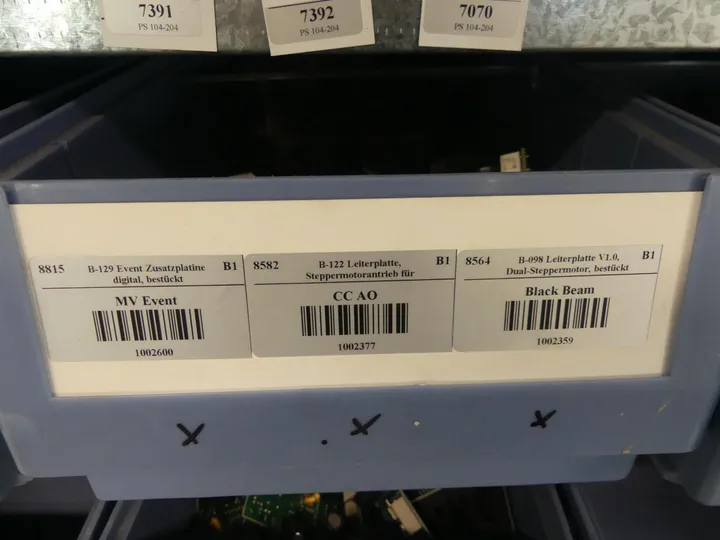 7391
PS 104-204
7392
PS 104-204
7070
PS 104-204
8815 B-129 Event Zusatzplatine B1
digital, bestückt
MV Event
1002600
8582 B-122 Leiterplatte, B1
Steppermotorantrieb für
CC AO
1002377
8564 B-098 Leiterplatte V1.0, B1
Dual-Steppermotor, bestückt
Black Beam
1002359
x x x